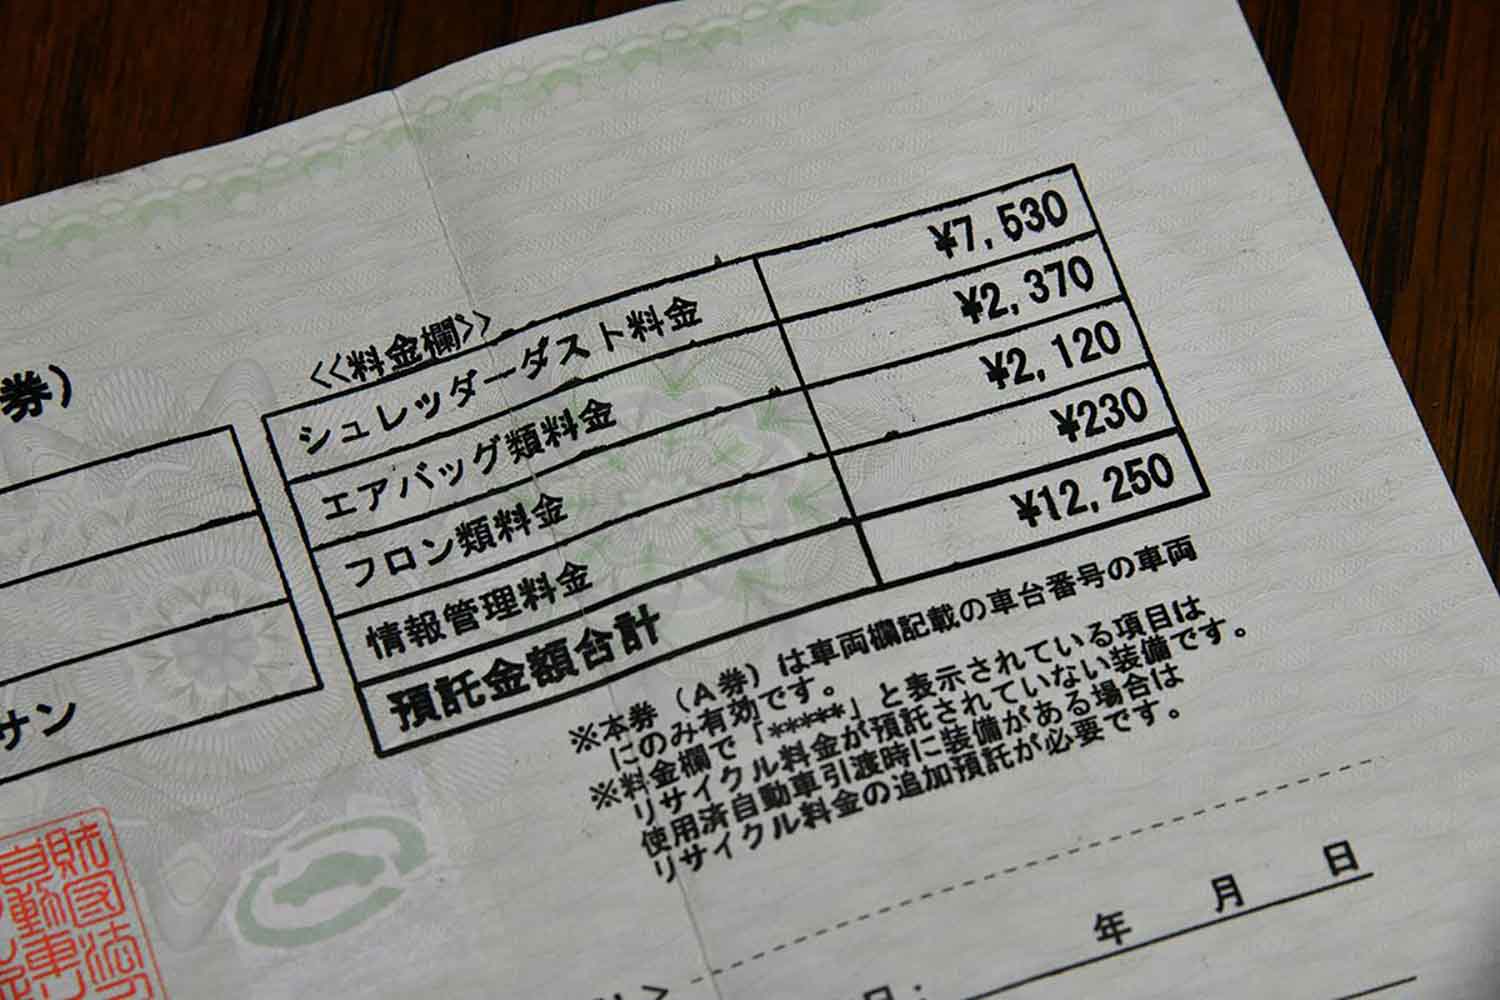 券）
サン
<<料金欄>>
シュレッダーダスト料金 ¥7,530
エアバッグ類料金 ¥2,370
フロン類料金 ¥2,120
情報管理料金 ¥230
預託金額合計 ¥12,250
※本券（A券）は車両欄記載の車台番号の車両
にのみ有効です。
※料金欄で「*****」と表示されている項目は
リサイクル料金が預託されていない装備です。
使用済自動車引渡時に装備がある場合は
リサイクル料金の追加預託が必要です。
年 月 日
財団法
自動車